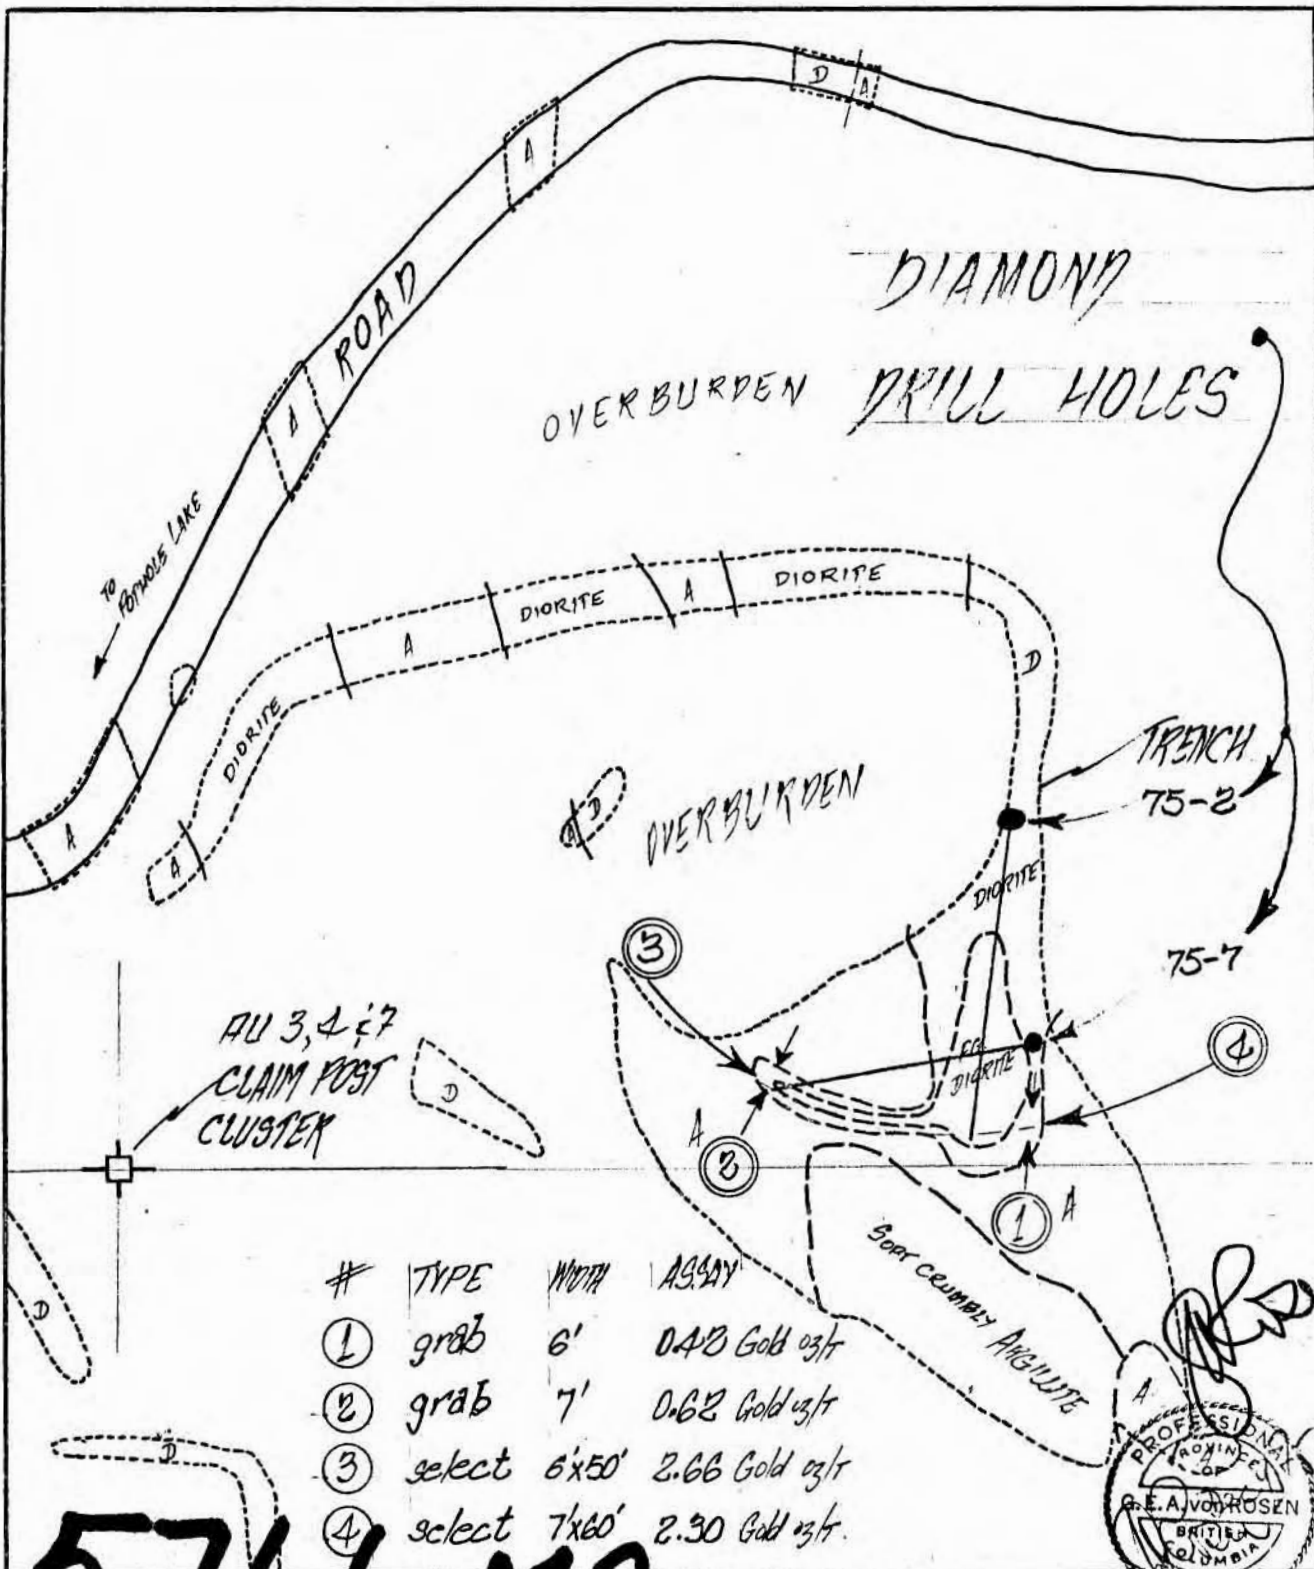 D A
A
ROAD
DIAMOND
DRILL HOLES
OVERBURDEN
A
TO
POTHOLE LAKE
DIORITE
A
DIORITE
A
DIORITE
D
A
A
D
OVERBURDEN
TRENCH
75-2
DIORITE
75-7
3
AU 3, 4 & 7
CLAIM POST
CLUSTER
D
F.G.
DIORITE
4
A
2
1
A
SOFT CRUMBLY ARGILLITE
A
D
D
# TYPE WIDTH ASSAY
1 grab 6' 0.42 Gold oz/T
2 grab 7' 0.62 Gold oz/T
3 select 6'x50' 2.66 Gold oz/T
4 select 7'x60' 2.30 Gold oz/T.
PROFESSIONAL
PROVINCE
OF
G.E.A. von ROSEN
BRITISH
COLUMBIA